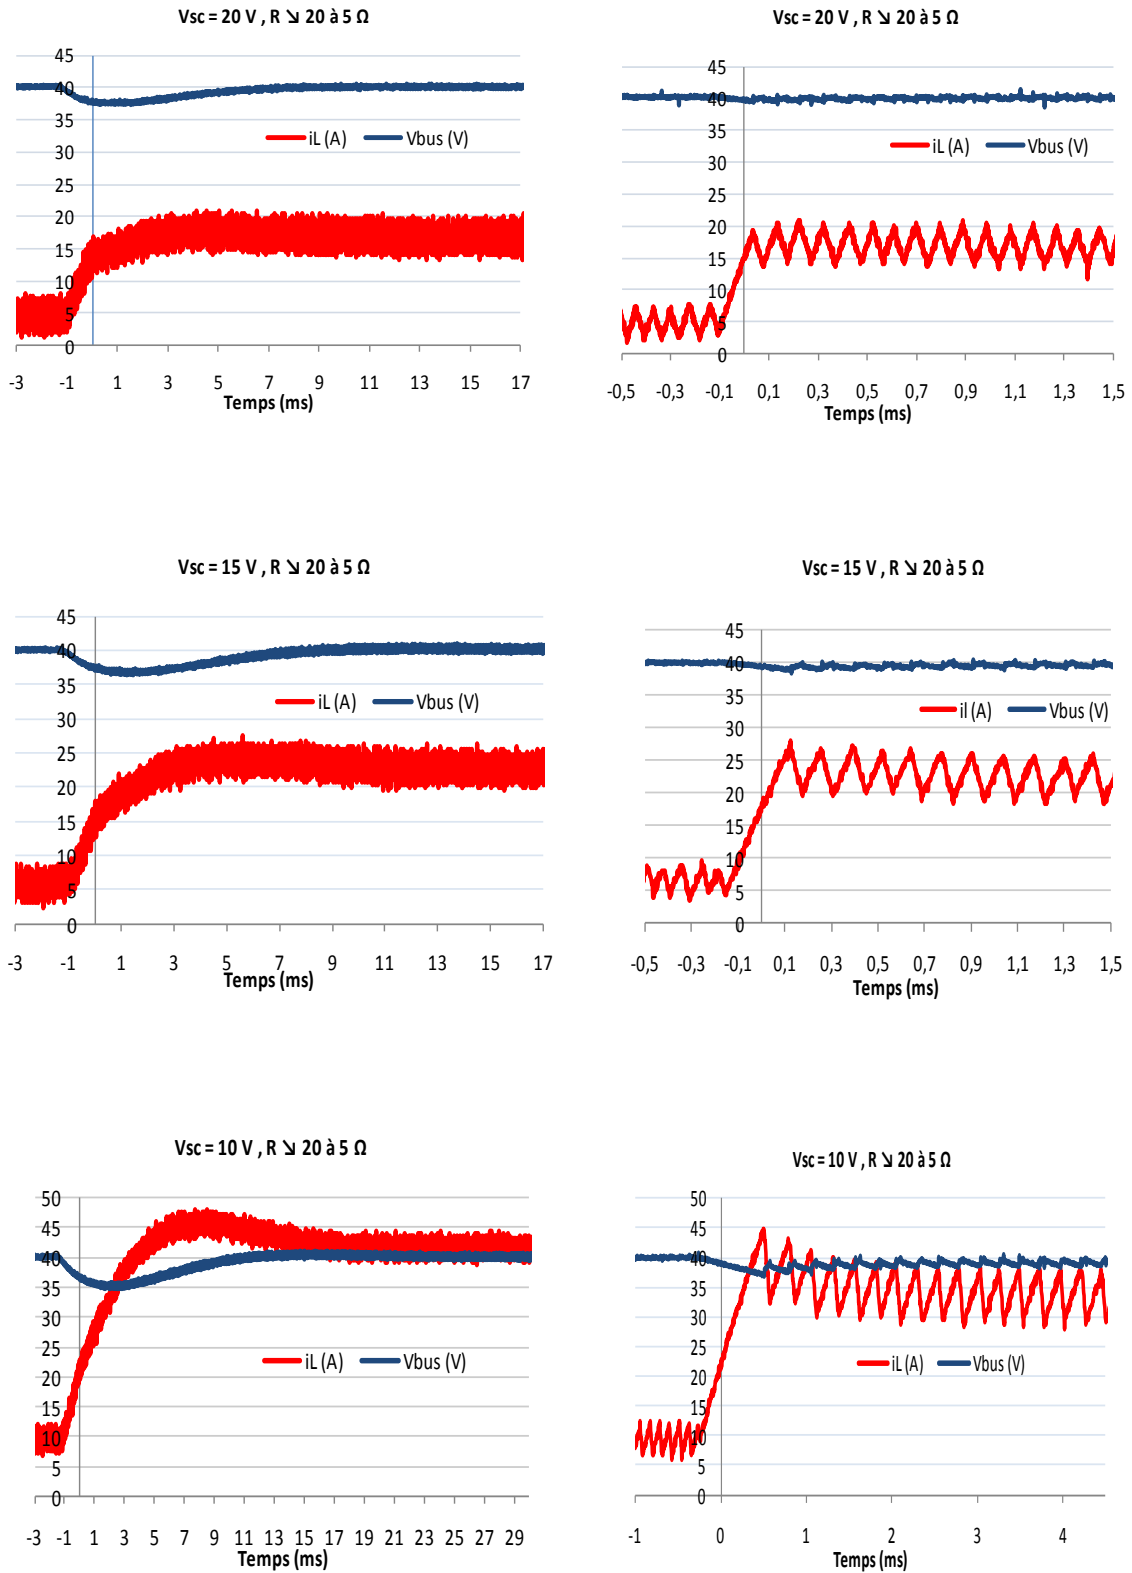 Vsc = 20 V , R ↘ 20 à 5 Ω
45
40
35
30
25
20
15
10
5
0
iL (A)
Vbus (V)
-3 -1 1 3 5 7 9 11 13 15 17
Temps (ms)
Vsc = 20 V , R ↘ 20 à 5 Ω
45
40
35
30
25
20
15
10
5
0
iL (A)
Vbus (V)
-0,5 -0,3 -0,1 0,1 0,3 0,5 0,7 0,9 1,1 1,3 1,5
Temps (ms)
Vsc = 15 V , R ↘ 20 à 5 Ω
45
40
35
30
25
20
15
10
5
0
iL (A)
Vbus (V)
-3 -1 1 3 5 7 9 11 13 15 17
Temps (ms)
Vsc = 15 V , R ↘ 20 à 5 Ω
45
40
35
30
25
20
15
10
5
0
il (A)
Vbus (V)
-0,5 -0,3 -0,1 0,1 0,3 0,5 0,7 0,9 1,1 1,3 1,5
Temps (ms)
Vsc = 10 V , R ↘ 20 à 5 Ω
50
45
40
35
30
25
20
15
10
5
0
iL (A)
Vbus (V)
-3 -1 1 3 5 7 9 11 13 15 17 19 21 23 25 27 29
Temps (ms)
Vsc = 10 V , R ↘ 20 à 5 Ω
50
45
40
35
30
25
20
15
10
5
0
iL (A)
Vbus (V)
-1 0 1 2 3 4
Temps (ms)